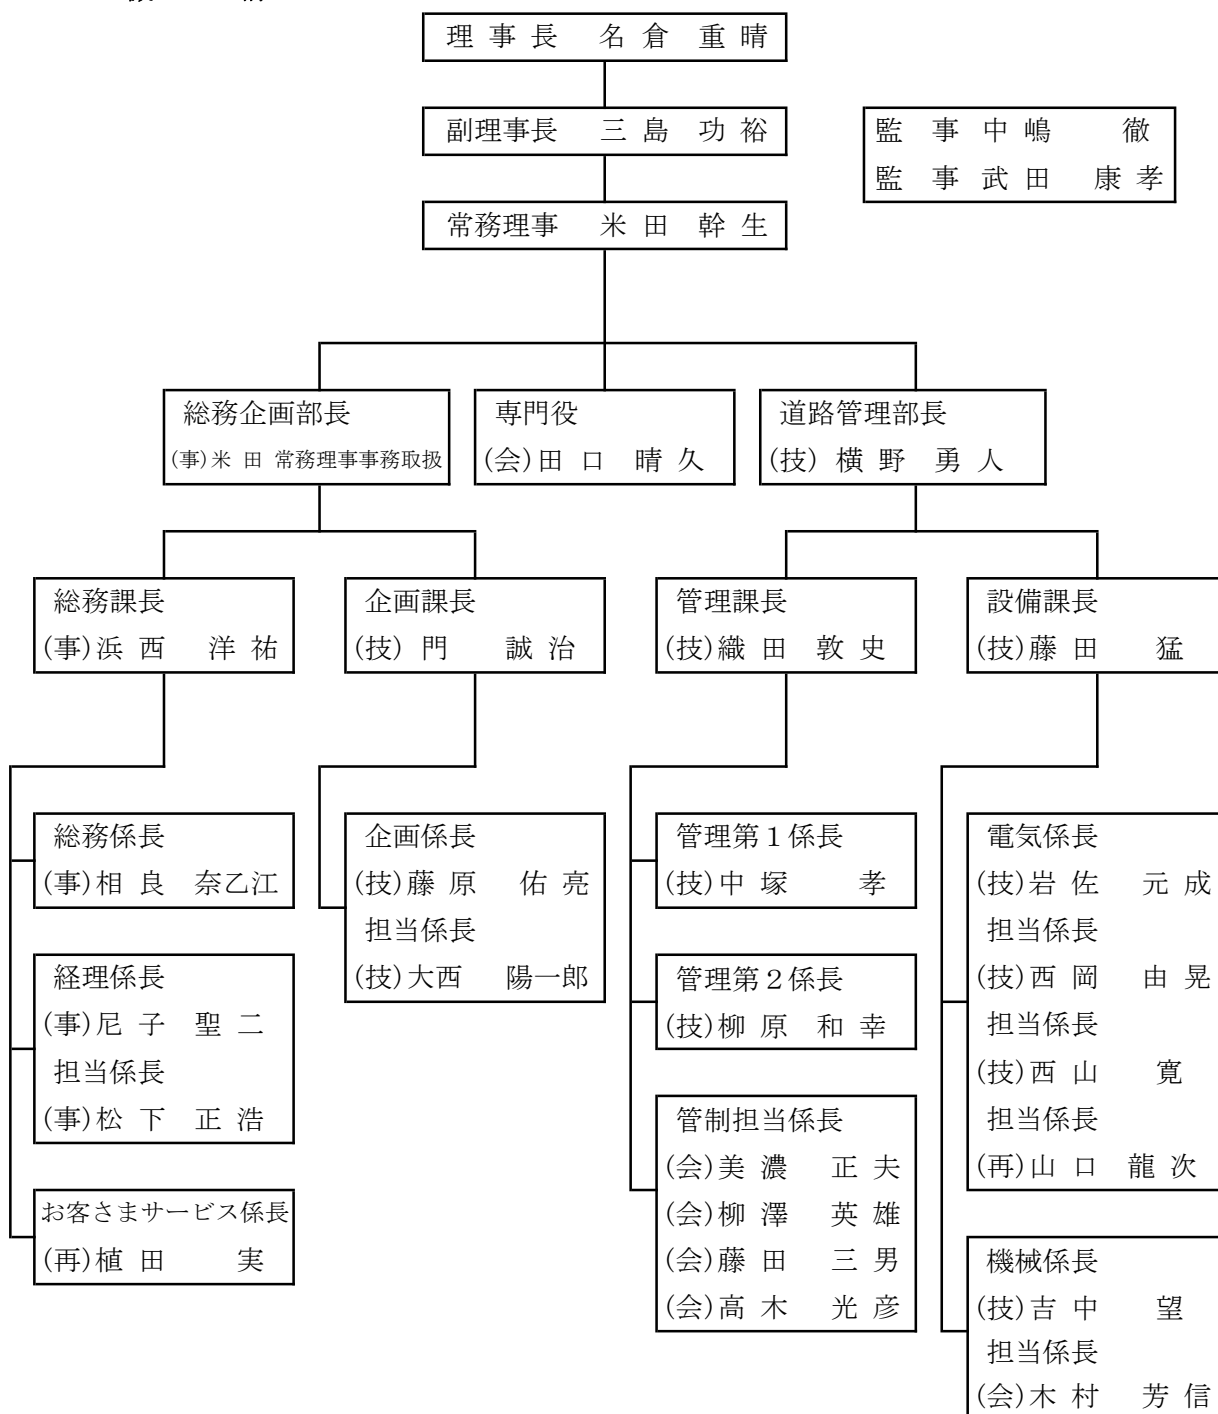 理事長 名倉 重晴
副理事長 三島 功裕
監 事 中嶋 徹
監 事 武田 康孝
常務理事 米田 幹生
総務企画部長
(事)米田 常務理事事務取扱
専門役
(会)田口 晴久
道路管理部長
(技)横野 勇人
総務課長
(事)浜西 洋祐
企画課長
(技)門 誠治
管理課長
(技)織田 敦史
設備課長
(技)藤田 猛
総務係長
(事)相良 奈乙江
経理係長
(事)尼子 聖二
担当係長
(事)松下 正浩
お客さまサービス係長
(再)植田 実
企画係長
(技)藤原 佑亮
担当係長
(技)大西 陽一郎
管理第1係長
(技)中塚 孝
管理第2係長
(技)柳原 和幸
管制担当係長
(会)美濃 正夫
(会)柳澤 英雄
(会)藤田 三男
(会)高木 光彦
電気係長
(技)岩佐 元成
担当係長
(技)西岡 由晃
担当係長
(技)西山 寛
担当係長
(再)山口 龍次
機械係長
(技)吉中 望
担当係長
(会)木村 芳信